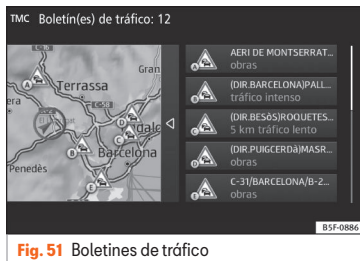 TMC Boletín(es) de tráfico: 12
Terrassa
Gran
C-58
Barcelona
Penedès
A
AERI DE MONTSERRAT...
obras
B
(DIR.BARCELONA)PALL...
tráfico intenso
C
(DIR.BESÒS)ROQUETES...
5 km tráfico lento
D
(DIR.PUIGCERDà)MASR...
obras
E
C-31/BARCELONA/B-2...
obras
B5F-0886
Fig. 51 Boletines de tráfico